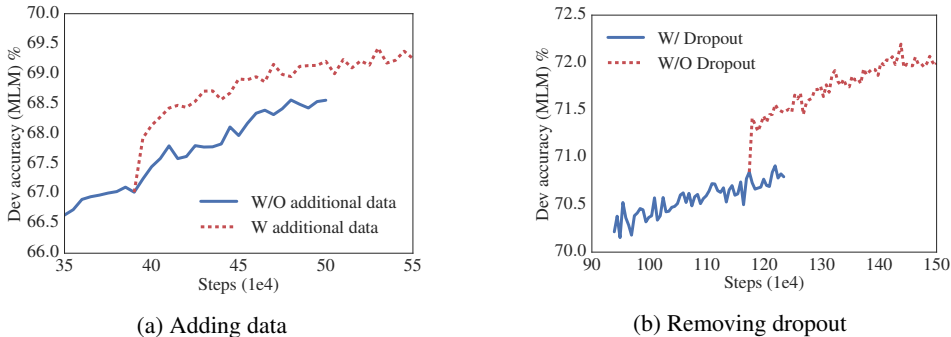 Dev accuracy (MLM) %
70.0
69.5
69.0
68.5
68.0
67.5
67.0
66.5
66.0
W/O additional data
W additional data
35 40 45 50 55
Steps (1e4)
(a) Adding data
Dev accuracy (MLM) %
72.5
72.0
71.5
71.0
70.5
70.0
W/ Dropout
W/O Dropout
90 100 110 120 130 140 150
Steps (1e4)
(b) Removing dropout